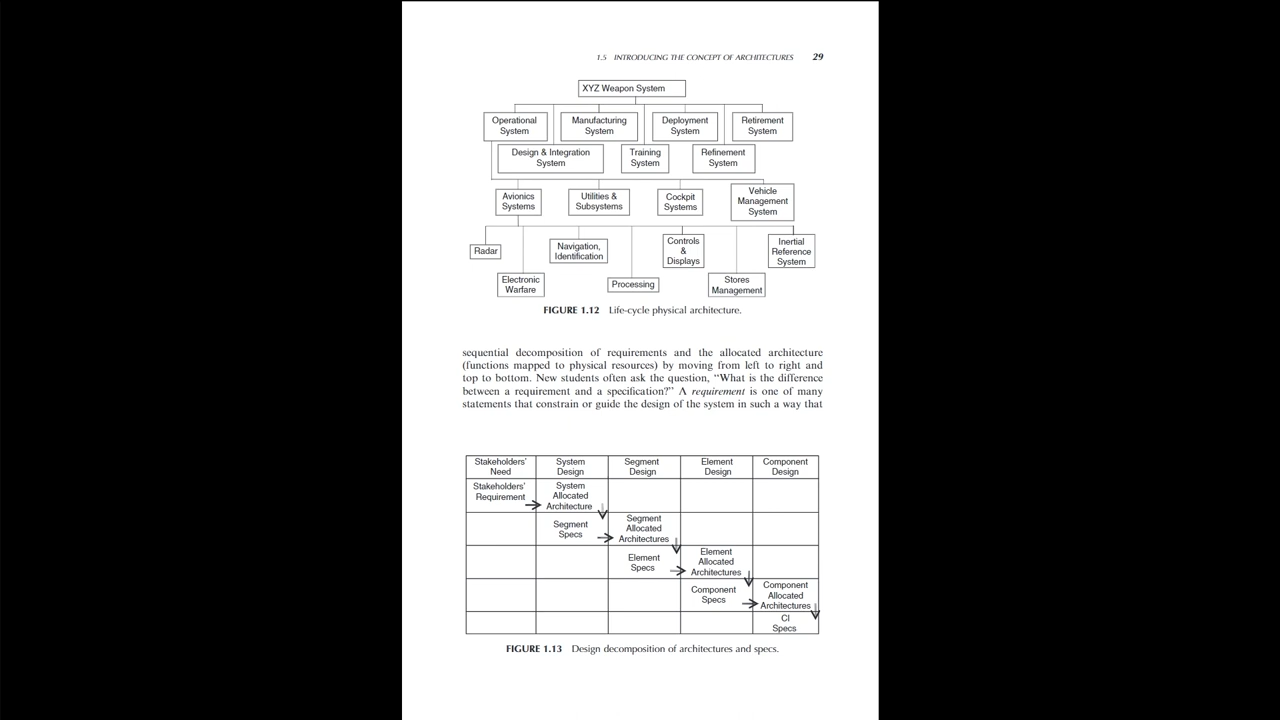 1.5 INTRODUCING THE CONCEPT OF ARCHITECTURES 29
XYZ Weapon System
Operational
System
Manufacturing
System
Deployment
System
Retirement
System
Design & Integration
System
Training
System
Refinement
System
Avionics
Systems
Utilities &
Subsystems
Cockpit
Systems
Vehicle
Management
System
Radar
Navigation,
Identification
Controls
&
Displays
Inertial
Reference
System
Electronic
Warfare
Processing
Stores
Management
FIGURE 1.12 Life-cycle physical architecture.
sequential decomposition of requirements and the allocated architecture
(functions mapped to physical resources) by moving from left to right and
top to bottom. New students often ask the question, “What is the difference
between a requirement and a specification?” A requirement is one of many
statements that constrain or guide the design of the system in such a way that
Stakeholders’
Need
System
Design
Segment
Design
Element
Design
Component
Design
Stakeholders’
Requirement
System
Allocated
Architecture
Segment
Specs
Segment
Allocated
Architectures
Element
Specs
Element
Allocated
Architectures
Component
Specs
Component
Allocated
Architectures
CI
Specs
FIGURE 1.13 Design decomposition of architectures and specs.